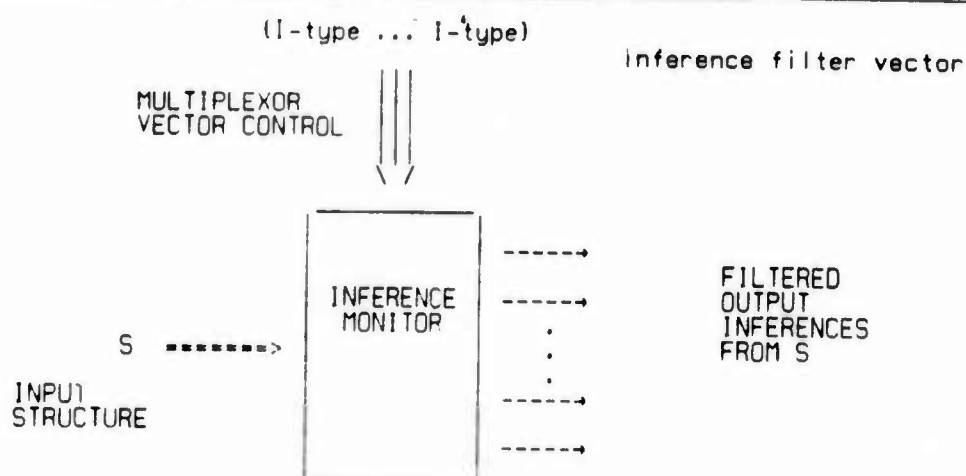 (I-type ... I-type)
Inference filter vector
MULTIPLEXOR
VECTOR CONTROL
INFERENCE
MONITOR
S
INPUT
STRUCTURE
FILTERED
OUTPUT
INFERENCES
FROM S